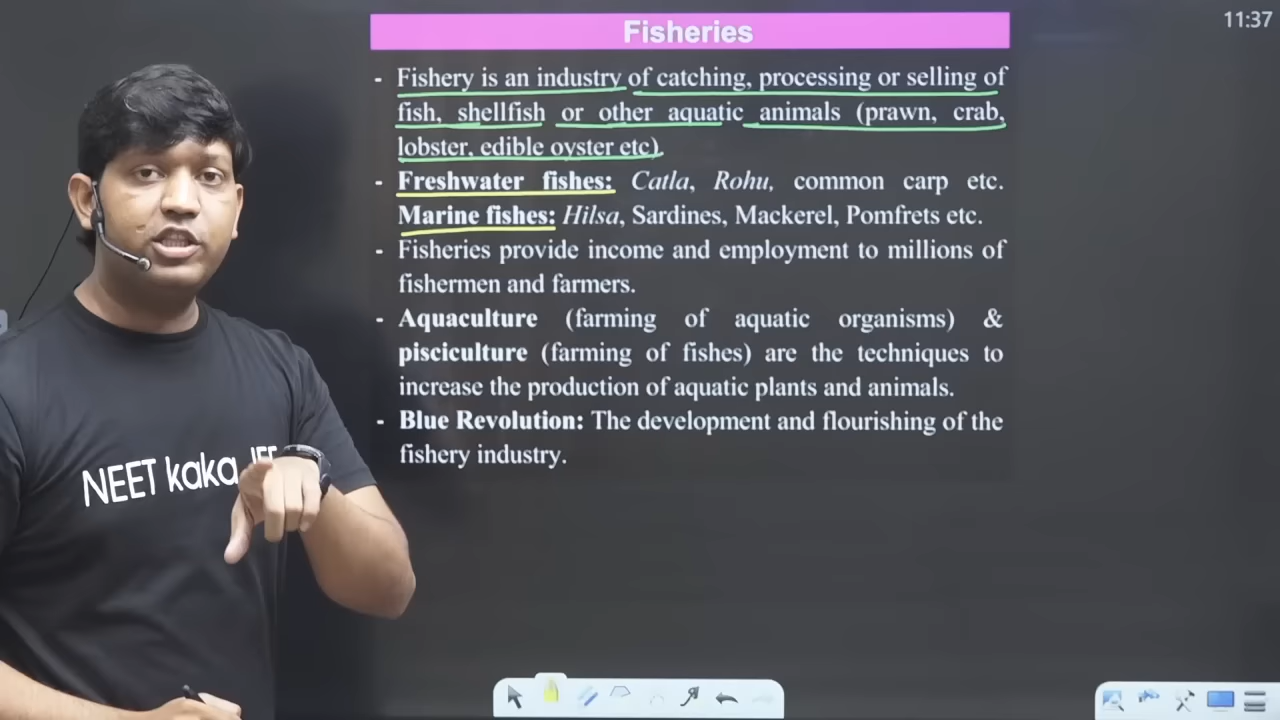 Fisheries
11:37
- Fishery is an industry of catching, processing or selling of
fish, shellfish or other aquatic animals (prawn, crab,
lobster, edible oyster etc).
- Freshwater fishes: Catla, Rohu, common carp etc.
Marine fishes: Hilsa, Sardines, Mackerel, Pomfrets etc.
- Fisheries provide income and employment to millions of
fishermen and farmers.
- Aquaculture (farming of aquatic organisms) &
pisciculture (farming of fishes) are the techniques to
increase the production of aquatic plants and animals.
- Blue Revolution: The development and flourishing of the
fishery industry.
NEET kaka